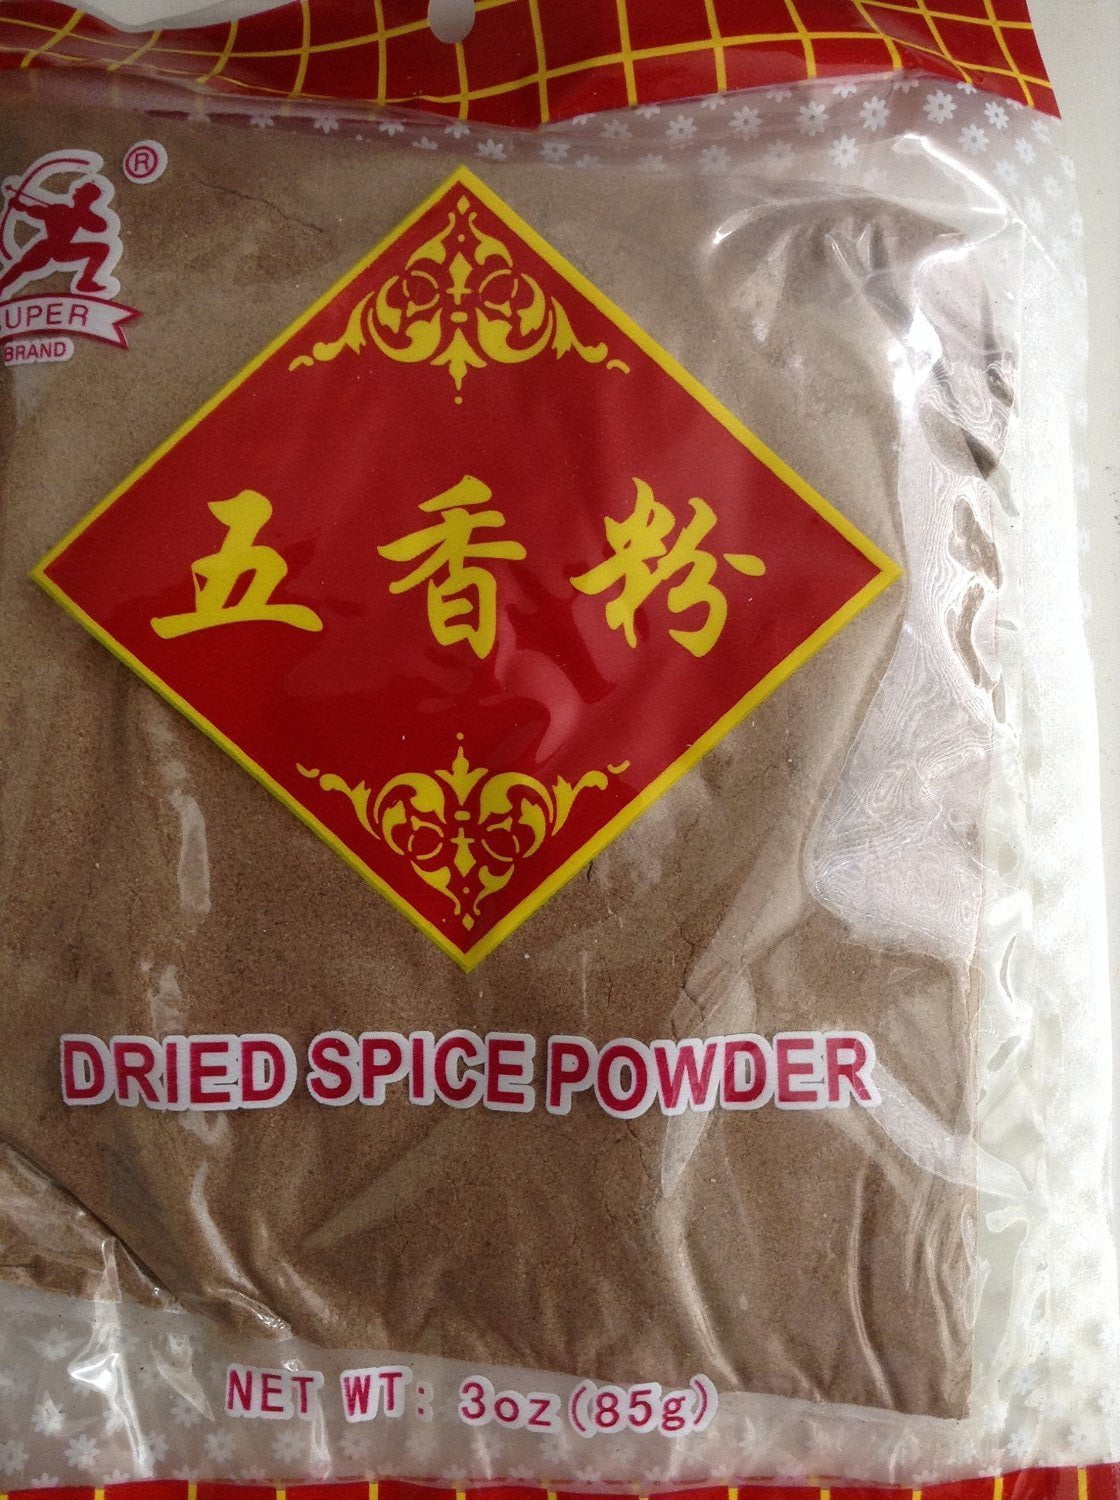 ®
UPER
BRAND
五香粉
DRIED SPICE POWDER
NET WT: 3oz(85g)